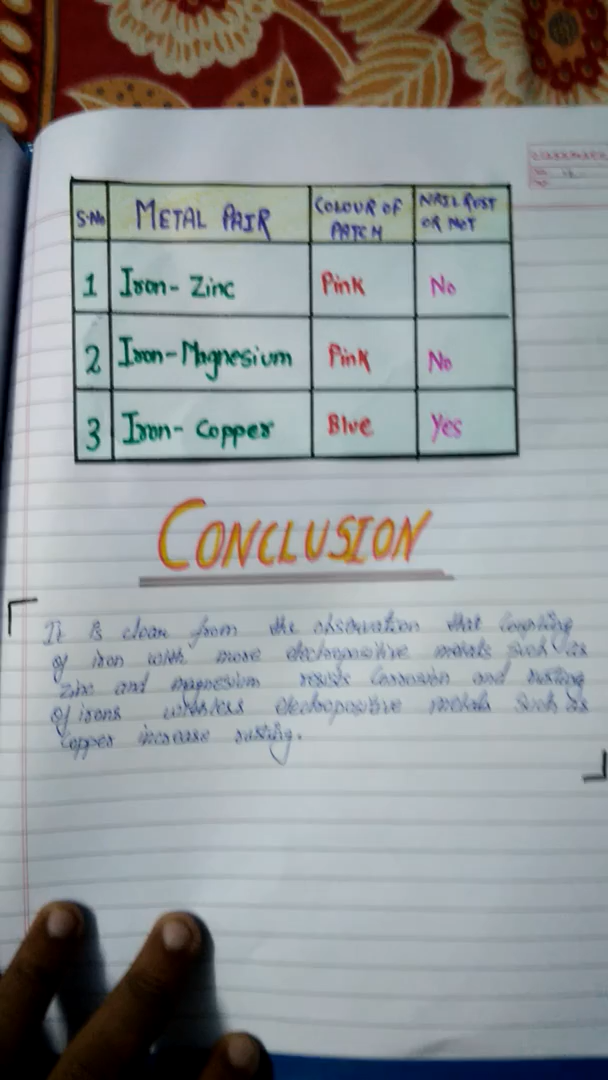 S.No METAL PAIR COLOUR OF PATCH NAIL RUST OR NOT
1 Iron- Zinc Pink No
2 Iron-Magnesium Pink No
3 Iron- Copper Blue Yes
CONCLUSION
It is clear from the observation that Coupling
of iron with more electropositive metals such as
Zinc and magnesium resists Corrosion and rusting
of irons with less electropositive metals such as
Copper increase rusting.